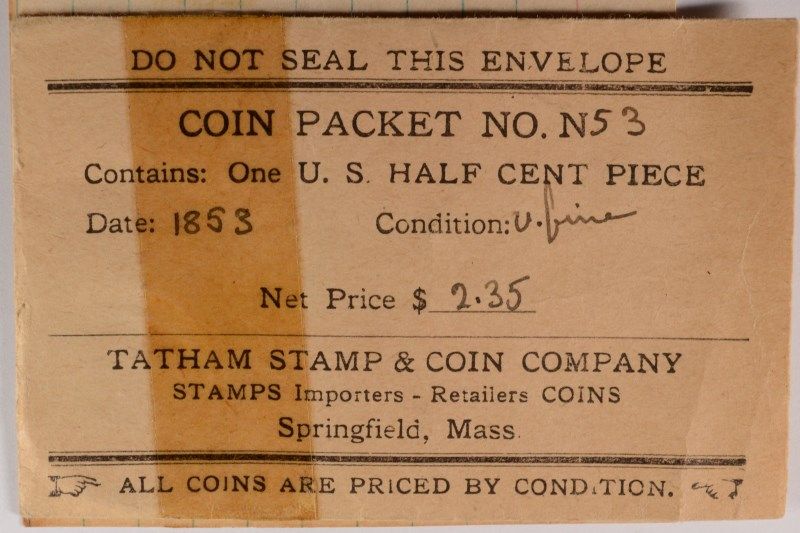 DO NOT SEAL THIS ENVELOPE
COIN PACKET NO. N53
Contains: One U. S. HALF CENT PIECE
Date: 1853 Condition: v.fine
Net Price $ 2.35
TATHAM STAMP & COIN COMPANY
STAMPS Importers - Retailers COINS
Springfield, Mass.
ALL COINS ARE PRICED BY CONDITION.